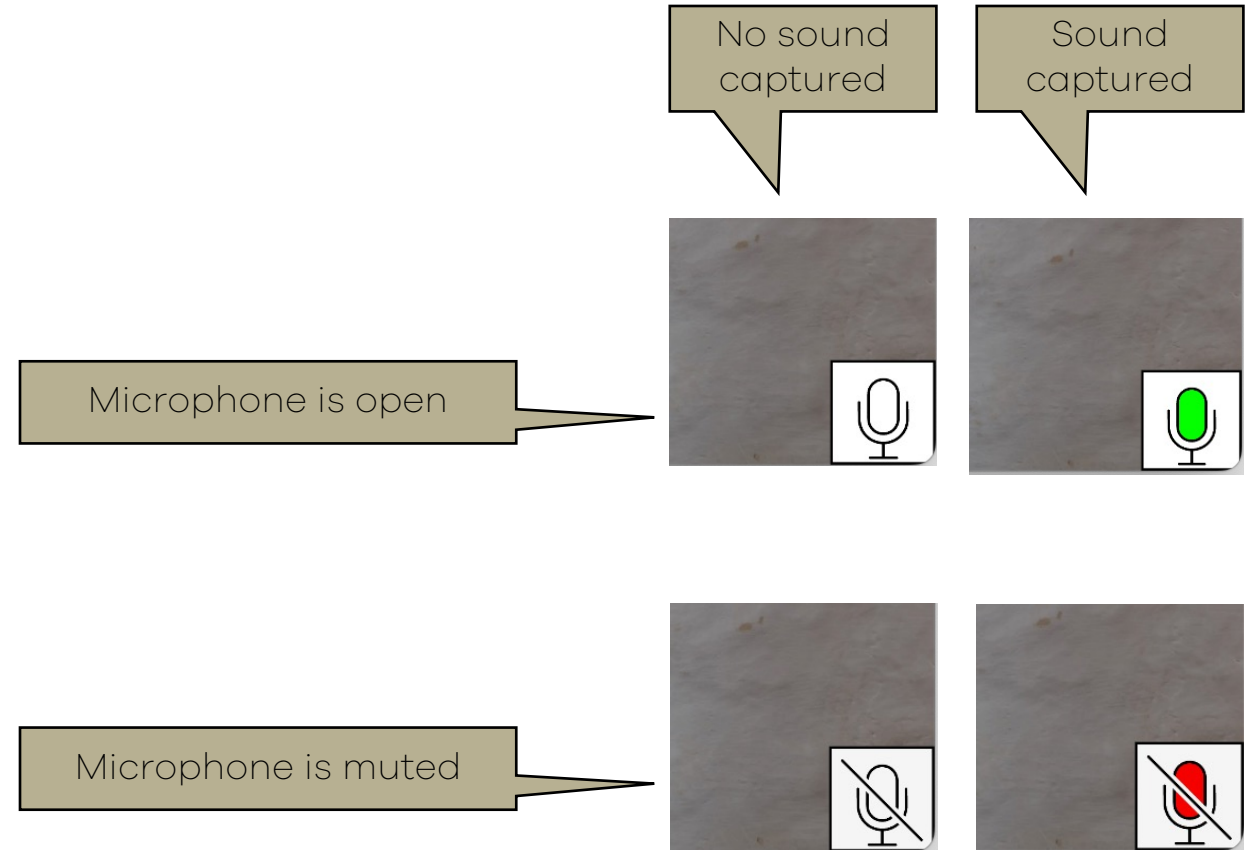 No sound
captured
Sound
captured
Microphone is open
Microphone is muted